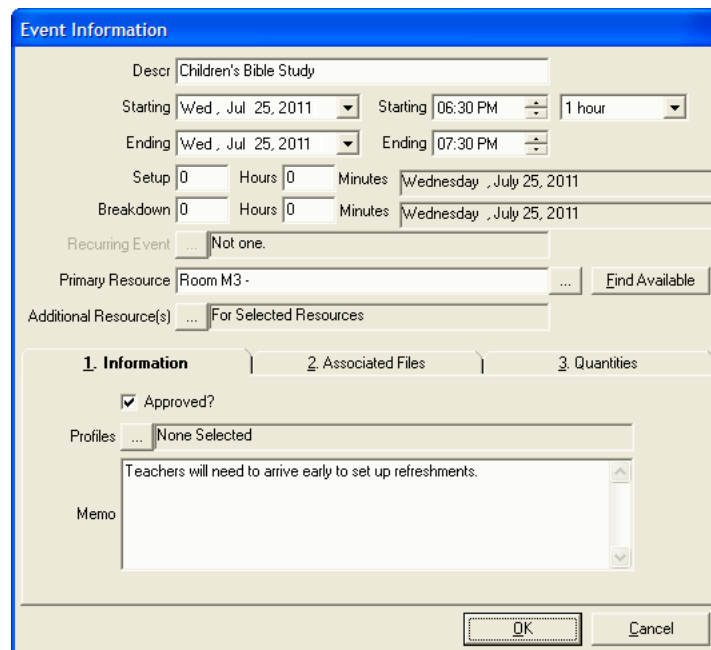 Event Information
Descr Children's Bible Study
Starting Wed , Jul 25, 2011 Starting 06:30 PM 1 hour
Ending Wed , Jul 25, 2011 Ending 07:30 PM
Setup 0 Hours 0 Minutes Wednesday , July 25, 2011
Breakdown 0 Hours 0 Minutes Wednesday , July 25, 2011
Recurring Event ... Not one.
Primary Resource Room M3 - ... Find Available
Additional Resource(s) ... For Selected Resources
1. Information 2. Associated Files 3. Quantities
Approved?
Profiles ... None Selected
Teachers will need to arrive early to set up refreshments.
Memo
OK Cancel